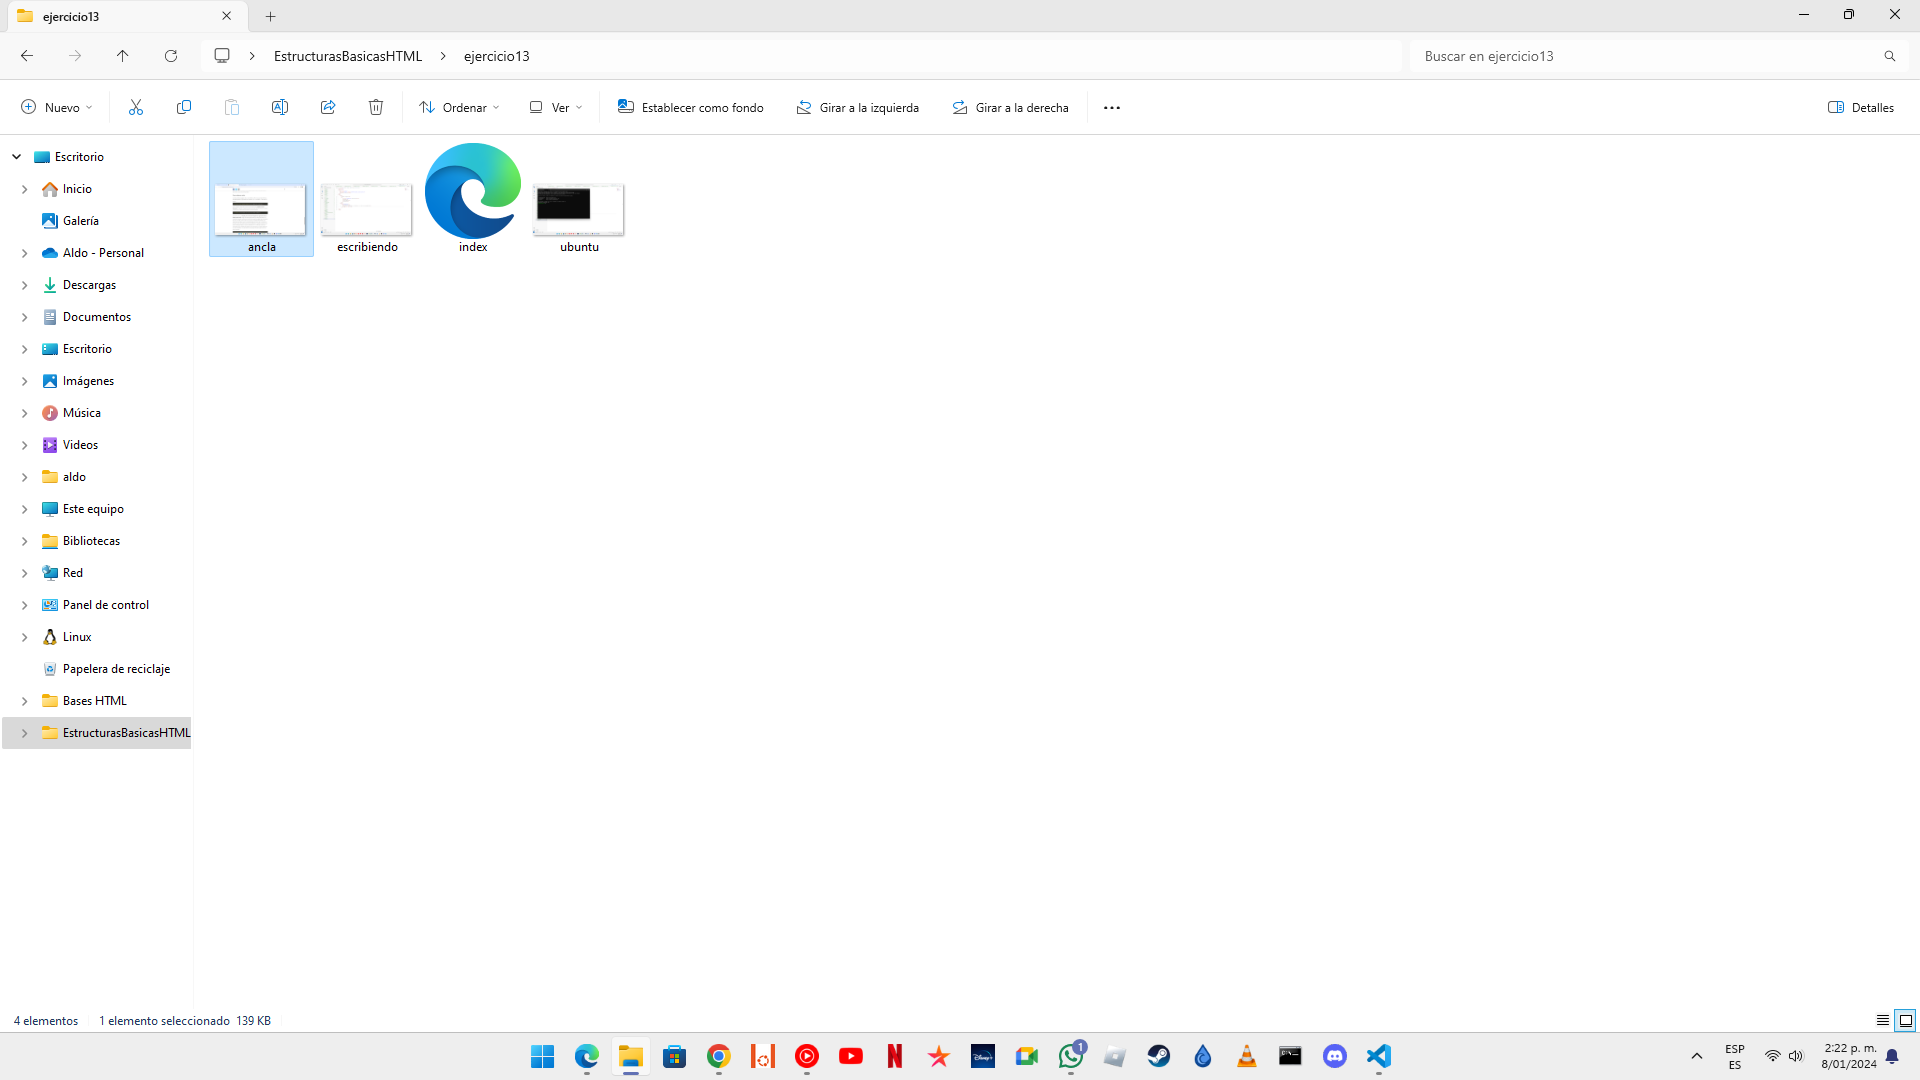 ejercicio13
EstructurasBasicasHTML
ejercicio13
Buscar en ejercicio13
Nuevo
Ordenar
Ver
Establecer como fondo
Girar a la izquierda
Girar a la derecha
Detalles
Escritorio
Inicio
Galería
Aldo - Personal
Descargas
Documentos
Escritorio
Imágenes
Música
Videos
aldo
Este equipo
Bibliotecas
Red
Panel de control
Linux
Papelera de reciclaje
Bases HTML
EstructurasBasicasHTML
ancla
escribiendo
index
ubuntu
4 elementos
1 elemento seleccionado 139 KB
1
ESP
ES
2:22 p. m.
8/01/2024